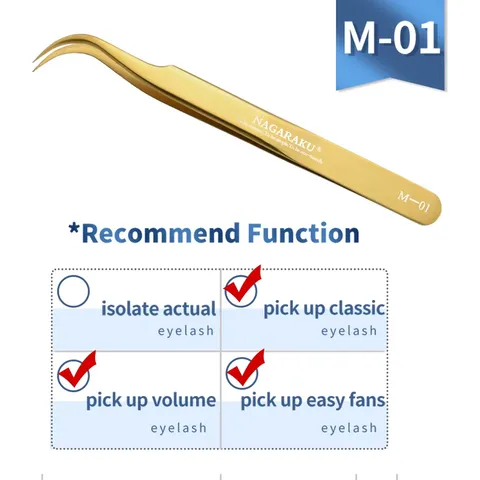 M-01
NAGARAKU®
M—01
*Recommend Function
isolate actual
eyelash
pick up classic
eyelash
pick up volume
eyelash
pick up easy fans
eyelash